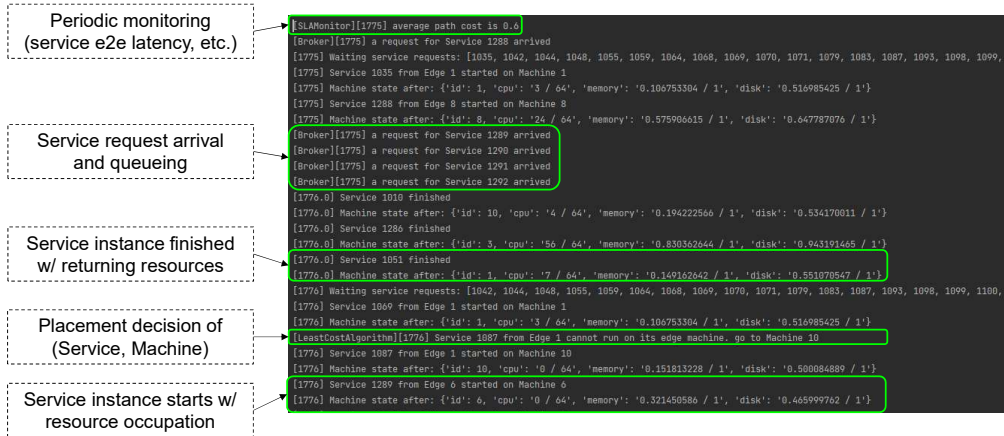 Periodic monitoring
(service e2e latency, etc.)
Service request arrival
and queueing
Service instance finished
w/ returning resources
Placement decision of
(Service, Machine)
Service instance starts w/
resource occupation
[SLAMonitor][1775] average path cost is 0.6
[Broker][1775] a request for Service 1288 arrived
[1775] Waiting service requests: [1035, 1042, 1044, 1048, 1055, 1059, 1064, 1068, 1069, 1070, 1071, 1079, 1083, 1087, 1093, 1098, 1099,
[1775] Service 1035 from Edge 1 started on Machine 1
[1775] Machine state after: {'id': 1, 'cpu': '3 / 64', 'memory': '0.106753304 / 1', 'disk': '0.516985425 / 1'}
[1775] Service 1288 from Edge 8 started on Machine 8
[1775] Machine state after: {'id': 8, 'cpu': '24 / 64', 'memory': '0.575906615 / 1', 'disk': '0.647787076 / 1'}
[Broker][1775] a request for Service 1289 arrived
[Broker][1775] a request for Service 1290 arrived
[Broker][1775] a request for Service 1291 arrived
[Broker][1775] a request for Service 1292 arrived
[1776.0] Service 1010 finished
[1776.0] Machine state after: {'id': 10, 'cpu': '4 / 64', 'memory': '0.194222566 / 1', 'disk': '0.534170011 / 1'}
[1776.0] Service 1286 finished
[1776.0] Machine state after: {'id': 3, 'cpu': '56 / 64', 'memory': '0.830362644 / 1', 'disk': '0.943191465 / 1'}
[1776.0] Service 1051 finished
[1776.0] Machine state after: {'id': 1, 'cpu': '7 / 64', 'memory': '0.149162642 / 1', 'disk': '0.551070547 / 1'}
[1776] Waiting service requests: [1042, 1044, 1048, 1055, 1059, 1064, 1068, 1069, 1070, 1071, 1079, 1083, 1087, 1093, 1098, 1099, 1100,
[1776] Service 1069 from Edge 1 started on Machine 1
[1776] Machine state after: {'id': 1, 'cpu': '3 / 64', 'memory': '0.106753304 / 1', 'disk': '0.516985425 / 1'}
[LeastCostAlgorithm][1776] Service 1087 from Edge 1 cannot run on its edge machine. go to Machine 10
[1776] Service 1087 from Edge 1 started on Machine 10
[1776] Machine state after: {'id': 10, 'cpu': '0 / 64', 'memory': '0.151813228 / 1', 'disk': '0.500084889 / 1'}
[1776] Service 1289 from Edge 6 started on Machine 6
[1776] Machine state after: {'id': 6, 'cpu': '0 / 64', 'memory': '0.321450586 / 1', 'disk': '0.465999762 / 1'}